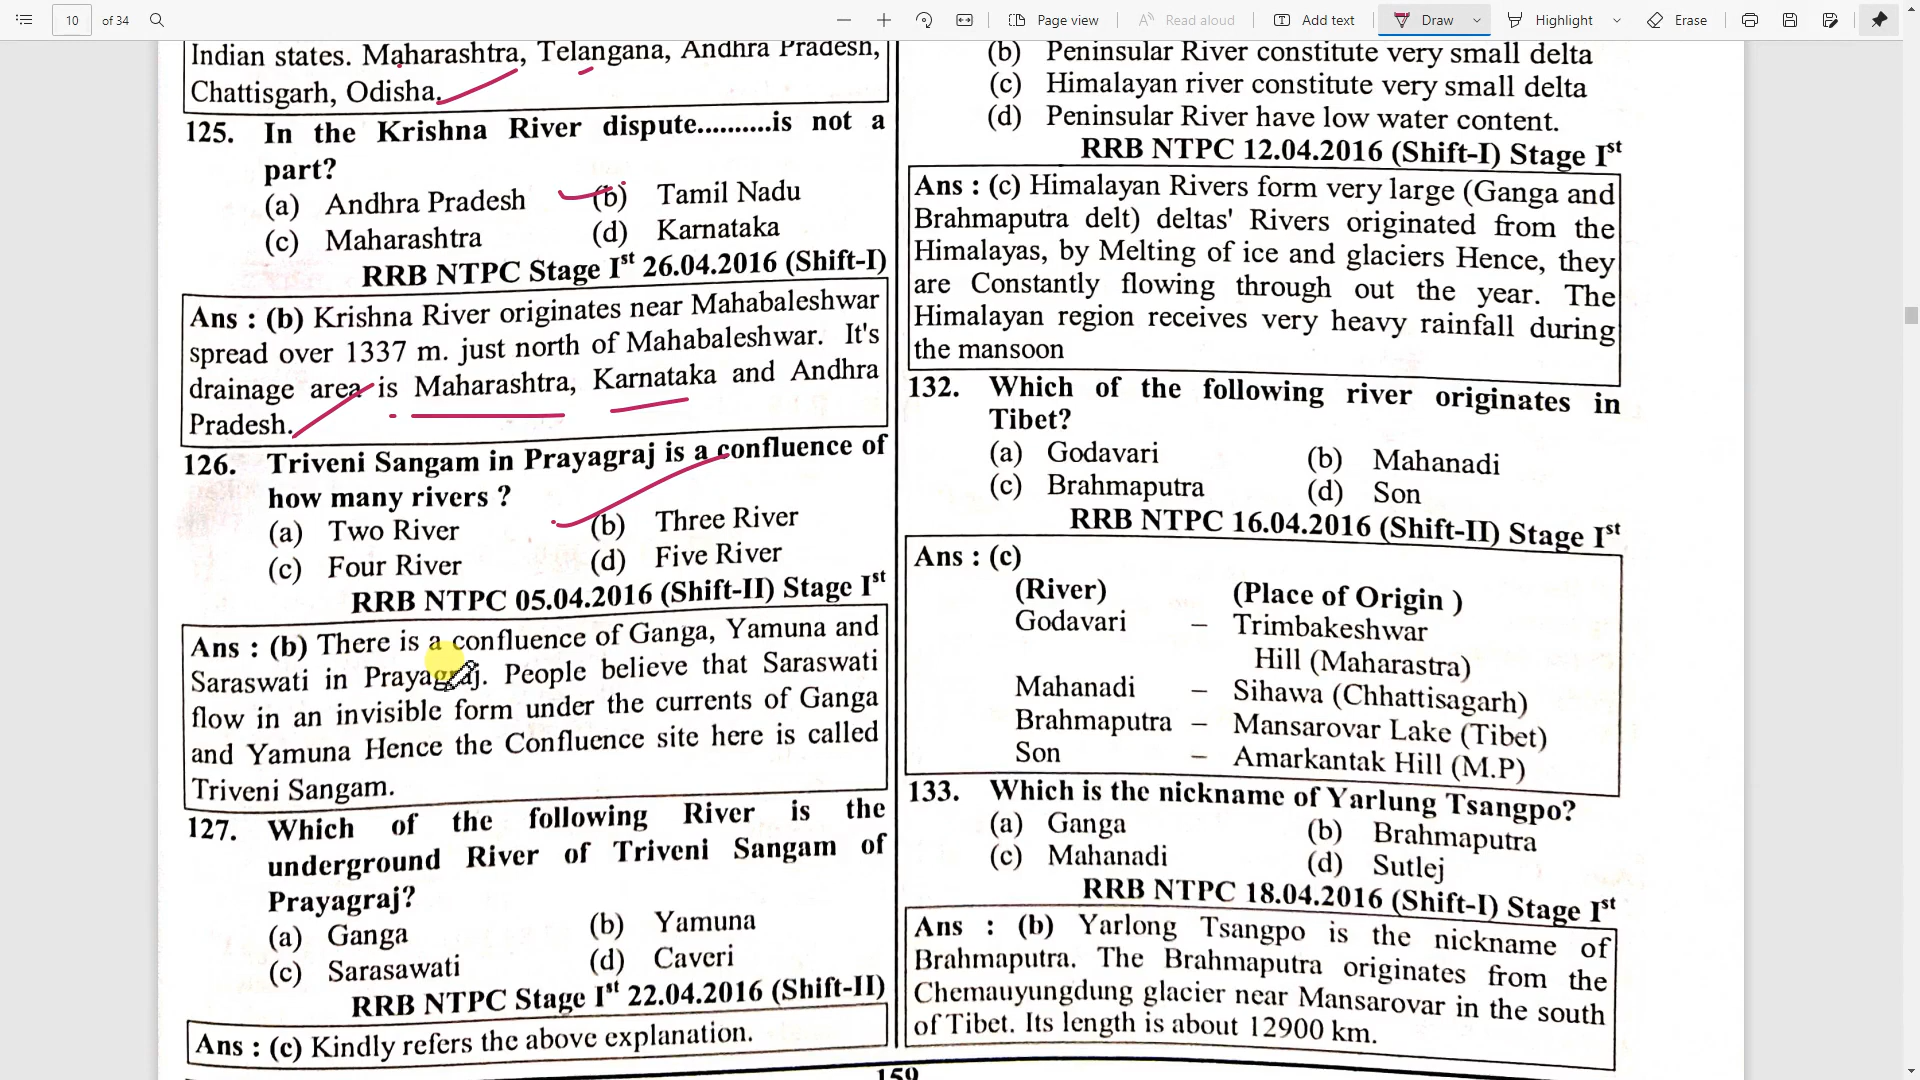 10 of 34
Page view
Read aloud
Add text
Draw
Highlight
Erase
Indian states. Maharashtra, Telangana, Andhra Pradesh,
Chattisgarh, Odisha.
125. In the Krishna River dispute..........is not a
part?
(a) Andhra Pradesh (b) Tamil Nadu
(c) Maharashtra (d) Karnataka
RRB NTPC Stage Ist 26.04.2016 (Shift-I)
Ans : (b) Krishna River originates near Mahabaleshwar
spread over 1337 m. just north of Mahabaleshwar. It's
drainage area is Maharashtra, Karnataka and Andhra
Pradesh.
126. Triveni Sangam in Prayagraj is a confluence of
how many rivers ?
(a) Two River (b) Three River
(c) Four River (d) Five River
RRB NTPC 05.04.2016 (Shift-II) Stage Ist
Ans : (b) There is a confluence of Ganga, Yamuna and
Saraswati in Prayagraj. People believe that Saraswati
flow in an invisible form under the currents of Ganga
and Yamuna Hence the Confluence site here is called
Triveni Sangam.
127. Which of the following River is the
underground River of Triveni Sangam of
Prayagraj?
(a) Ganga (b) Yamuna
(c) Sarasawati (d) Caveri
RRB NTPC Stage Ist 22.04.2016 (Shift-II)
Ans : (c) Kindly refers the above explanation.
(b) Peninsular River constitute very small delta
(c) Himalayan river constitute very small delta
(d) Peninsular River have low water content.
RRB NTPC 12.04.2016 (Shift-I) Stage Ist
Ans : (c) Himalayan Rivers form very large (Ganga and
Brahmaputra delt) deltas' Rivers originated from the
Himalayas, by Melting of ice and glaciers Hence, they
are Constantly flowing through out the year. The
Himalayan region receives very heavy rainfall during
the mansoon
132. Which of the following river originates in
Tibet?
(a) Godavari (b) Mahanadi
(c) Brahmaputra (d) Son
RRB NTPC 16.04.2016 (Shift-II) Stage Ist
Ans : (c)
(River) (Place of Origin )
Godavari – Trimbakeshwar
Hill (Maharastra)
Mahanadi – Sihawa (Chhattisagarh)
Brahmaputra – Mansarovar Lake (Tibet)
Son – Amarkantak Hill (M.P)
133. Which is the nickname of Yarlung Tsangpo?
(a) Ganga (b) Brahmaputra
(c) Mahanadi (d) Sutlej
RRB NTPC 18.04.2016 (Shift-I) Stage Ist
Ans : (b) Yarlong Tsangpo is the nickname of
Brahmaputra. The Brahmaputra originates from the
Chemauyungdung glacier near Mansarovar in the south
of Tibet. Its length is about 12900 km.
159